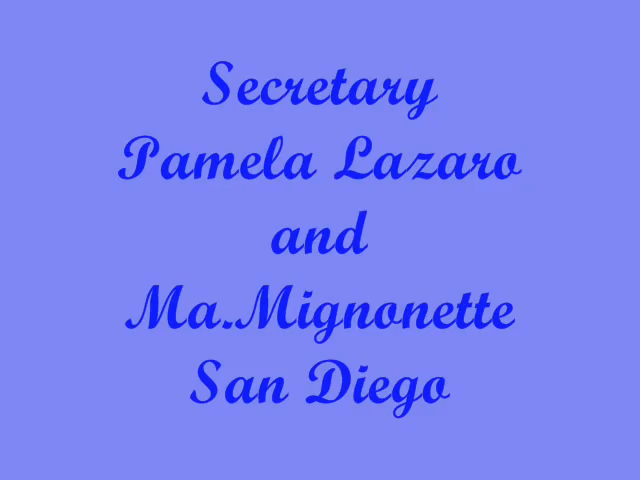 Secretary
Pamela Lazaro
and
Ma.Mignonette
San Diego